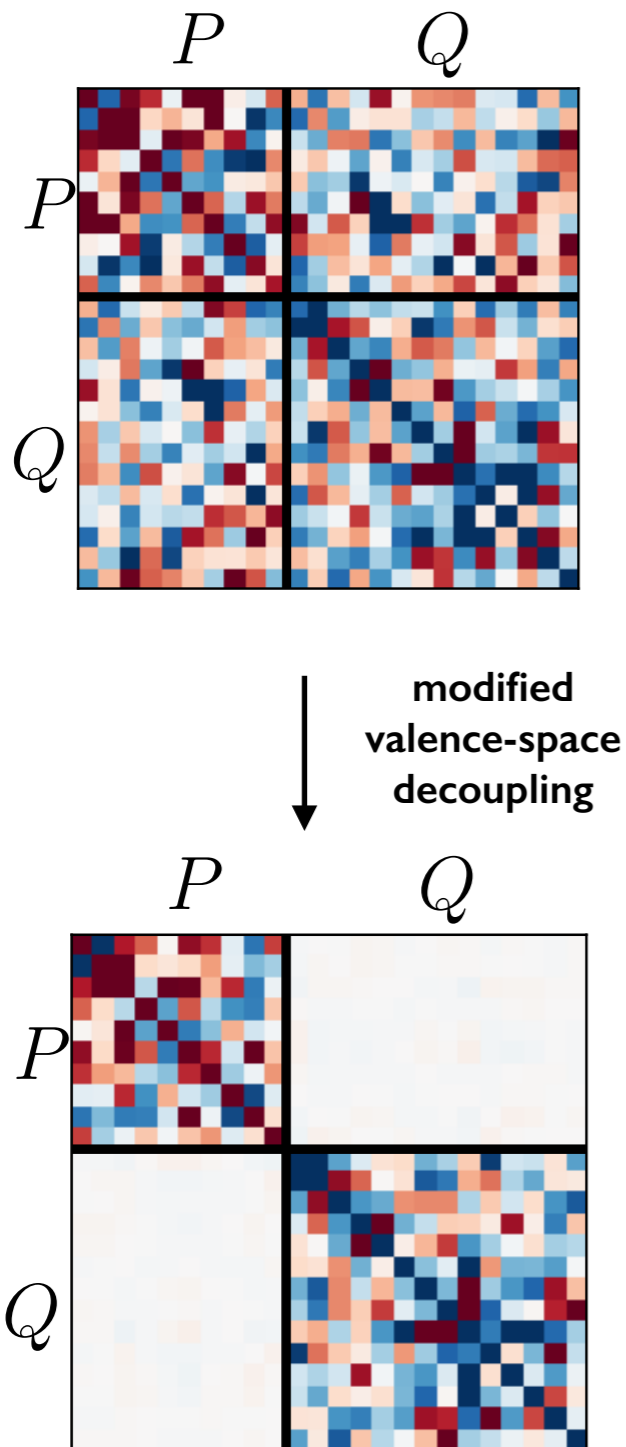 P Q
P
Q
modified
valence-space
decoupling
P Q
P
Q